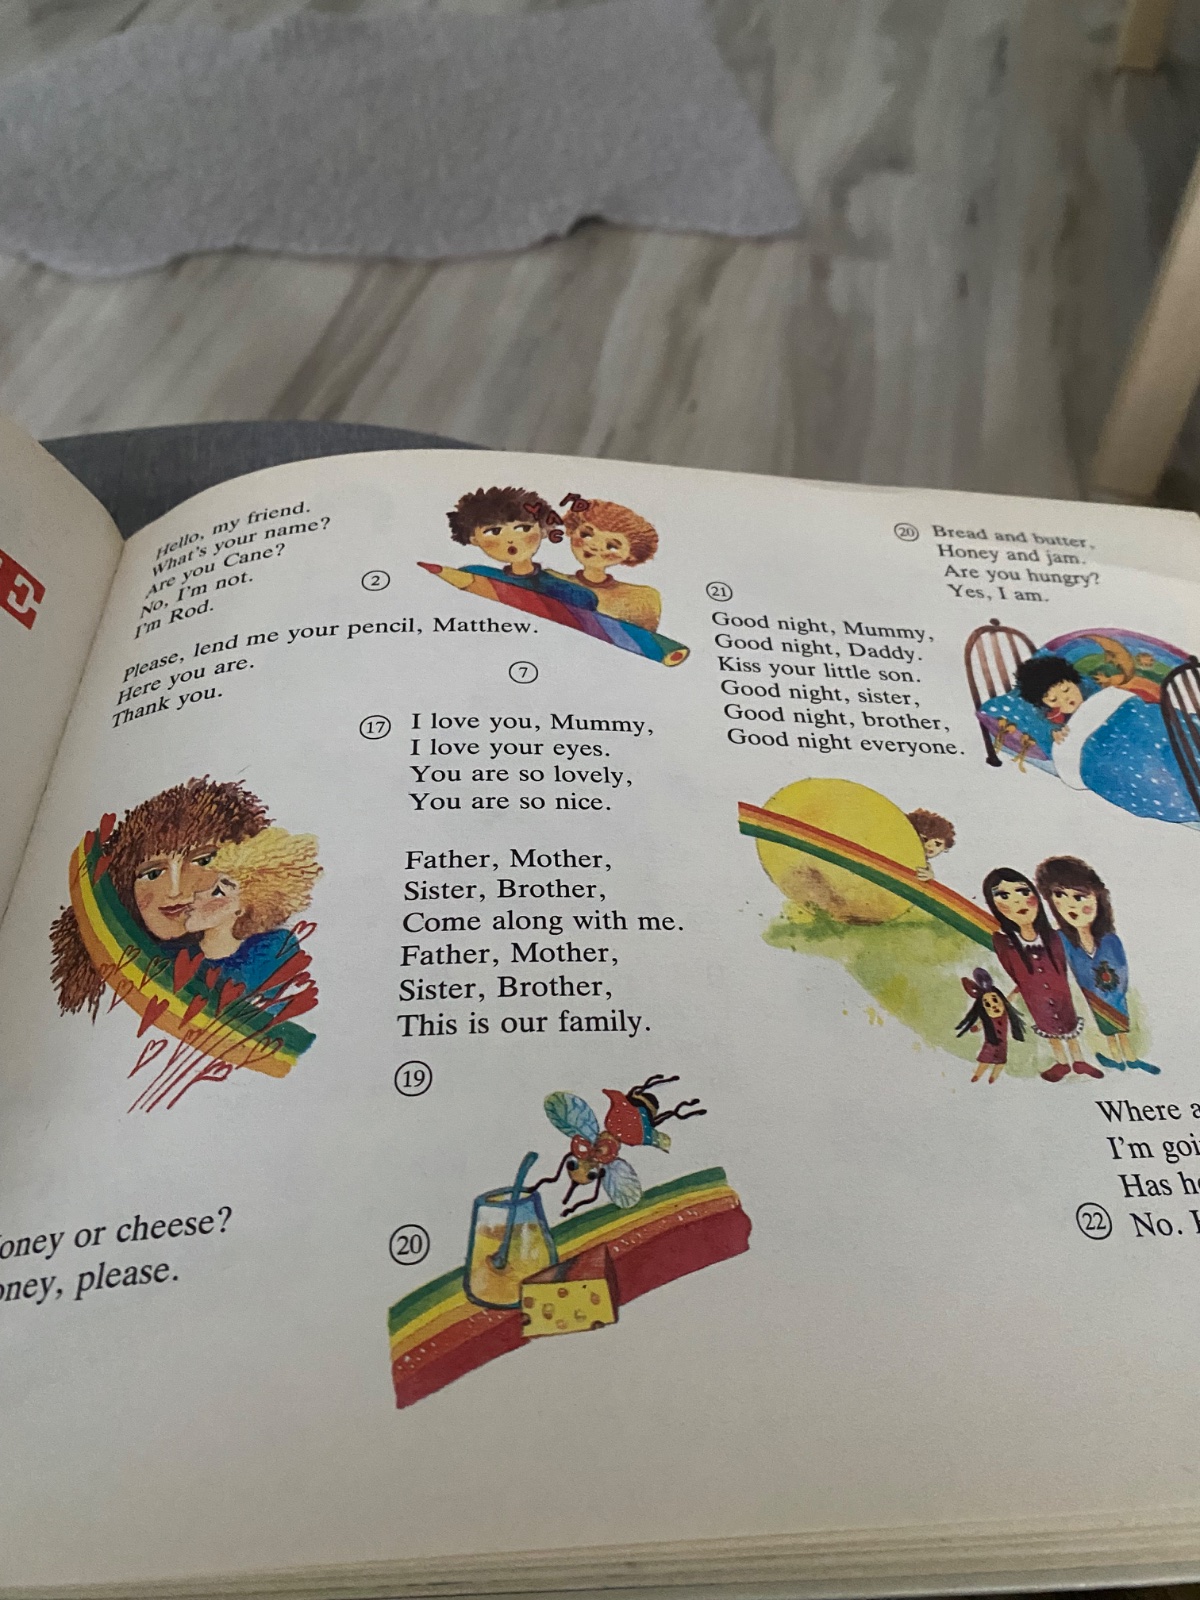 E
Hello, my friend.
What's your name?
Are you Cane?
No, I'm not.
I'm Rod.
2
Please, lend me your pencil, Matthew.
Here you are.
Thank you.
7
17 I love you, Mummy,
I love your eyes.
You are so lovely,
You are so nice.
Father, Mother,
Sister, Brother,
Come along with me.
Father, Mother,
Sister, Brother,
This is our family.
19
oney or cheese?
oney, please.
20
20 Bread and butter,
Honey and jam.
Are you hungry?
Yes, I am.
21
Good night, Mummy,
Good night, Daddy.
Kiss your little son.
Good night, sister,
Good night, brother,
Good night everyone.
Where a
I'm goi
Has h
22 No.